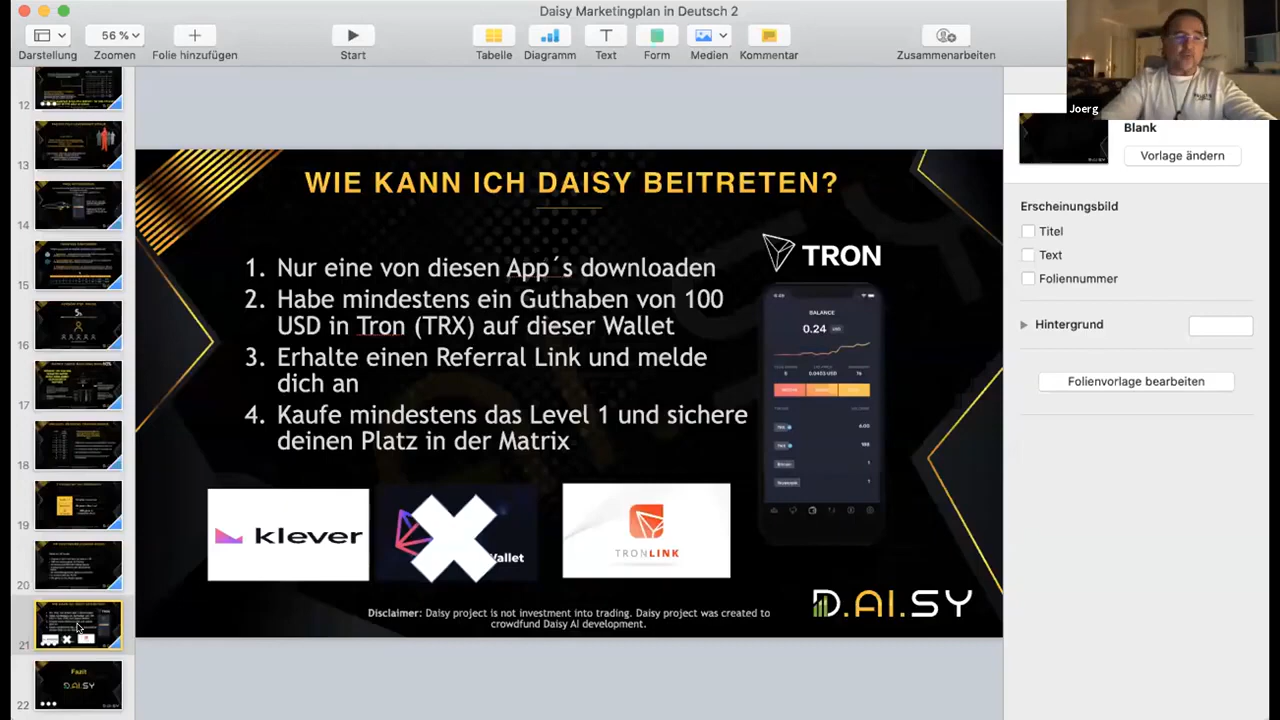 Daisy Marketingplan in Deutsch 2
56 %
Darstellung
Zoomen
Folie hinzufügen
Start
Tabelle
Diagramm
Text
Form
Medien
Kommentar
Zusammenarbeiten
Joerg
12
13
14
15
16
17
18
19
20
21
22
Fazit
D.AI.SY
WIE KANN ICH DAISY BEITRETEN?
1. Nur eine von diesen App´s downloaden
2. Habe mindestens ein Guthaben von 100
USD in Tron (TRX) auf dieser Wallet
3. Erhalte einen Referral Link und melde
dich an
4. Kaufe mindestens das Level 1 und sichere
deinen Platz in der Matrix
TRON
BALANCE
0.24 USD
klever
Wallet
TRONLINK
Disclaimer: Daisy project is not investment into trading. Daisy project was created to
crowdfund Daisy AI development.
D.AI.SY
Blank
Vorlage ändern
Erscheinungsbild
Titel
Text
Foliennummer
Hintergrund
Folienvorlage bearbeiten